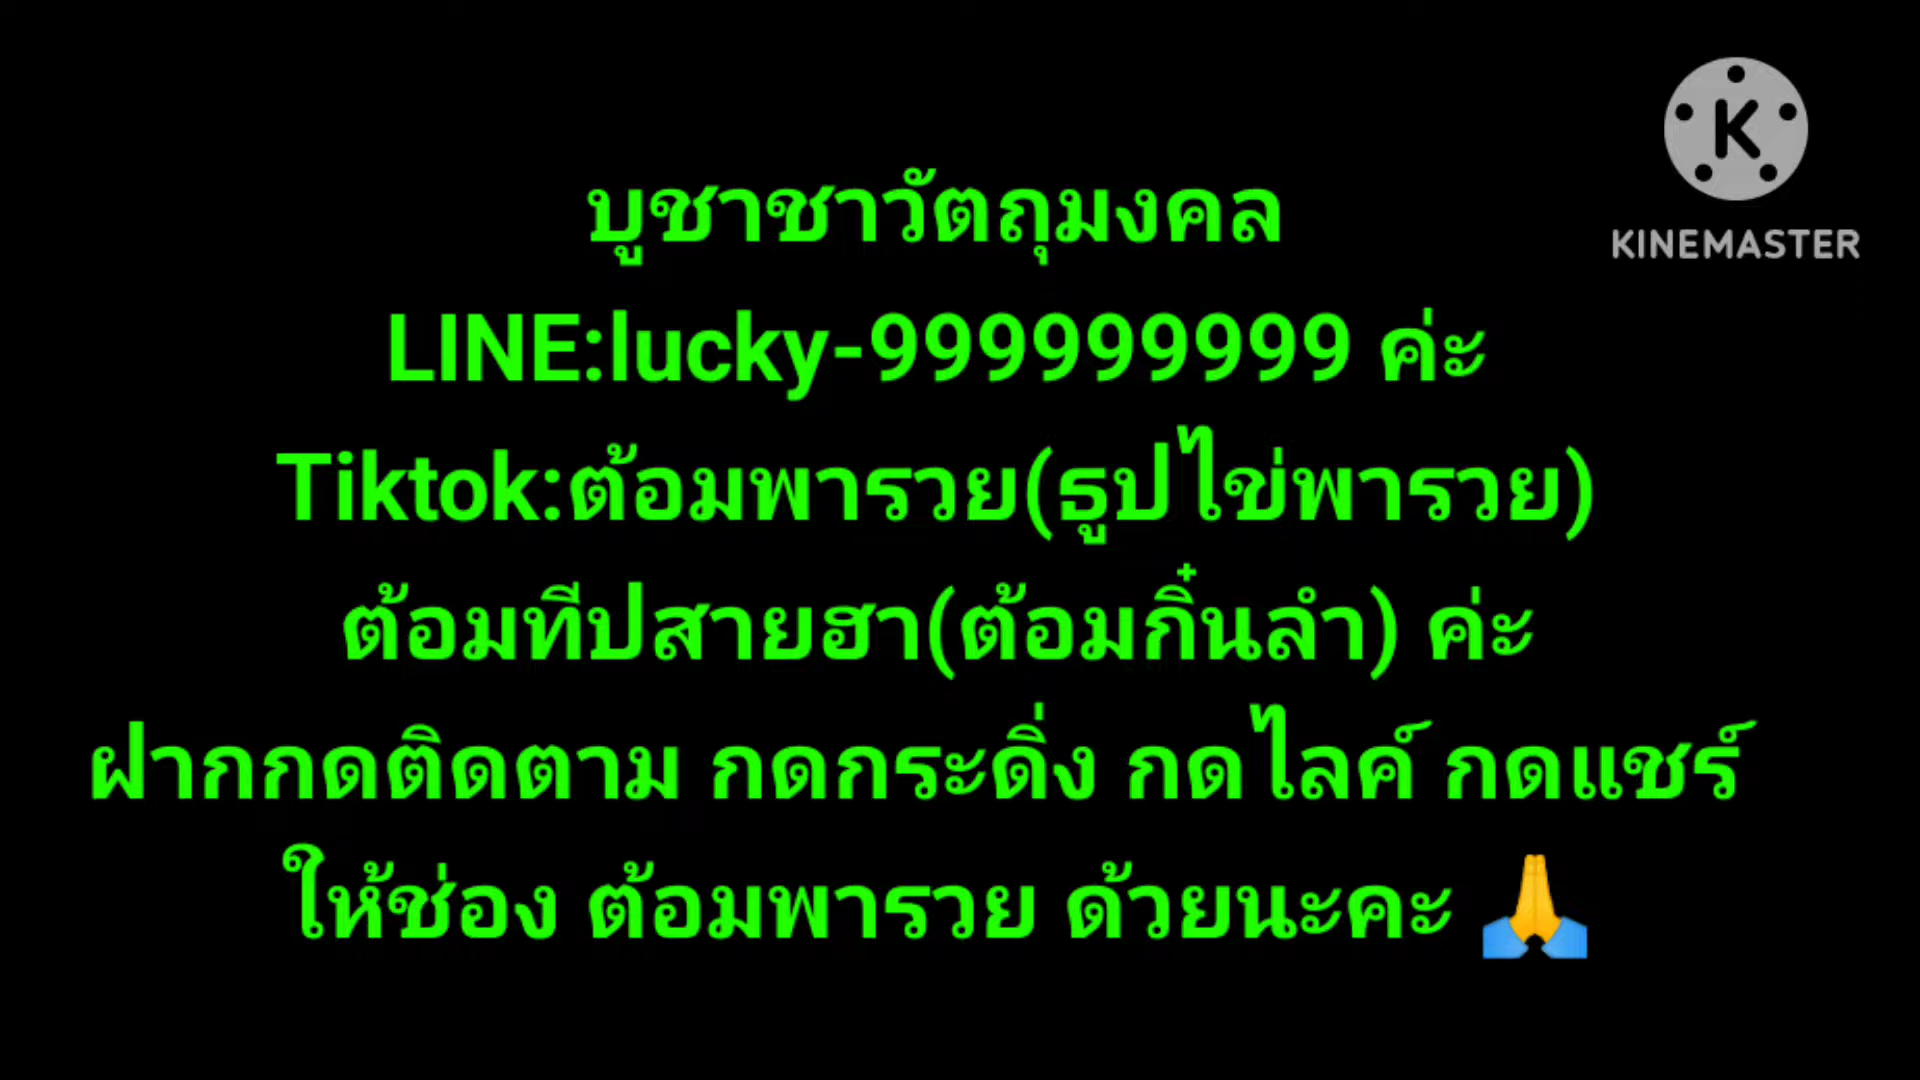 บูชาชาวัตถุมงคล
KINEMASTER
LINE:lucky-999999999 ค่ะ
Tiktok:ต้อมพารวย(ธูปไข่พารวย)
ต้อมทีปสายฮา(ต้อมกิ๋นลำ) ค่ะ
ฝากกดติดตาม กดกระดิ่ง กดไลค์ กดแชร์
ให้ช่อง ต้อมพารวย ด้วยนะคะ 🙏